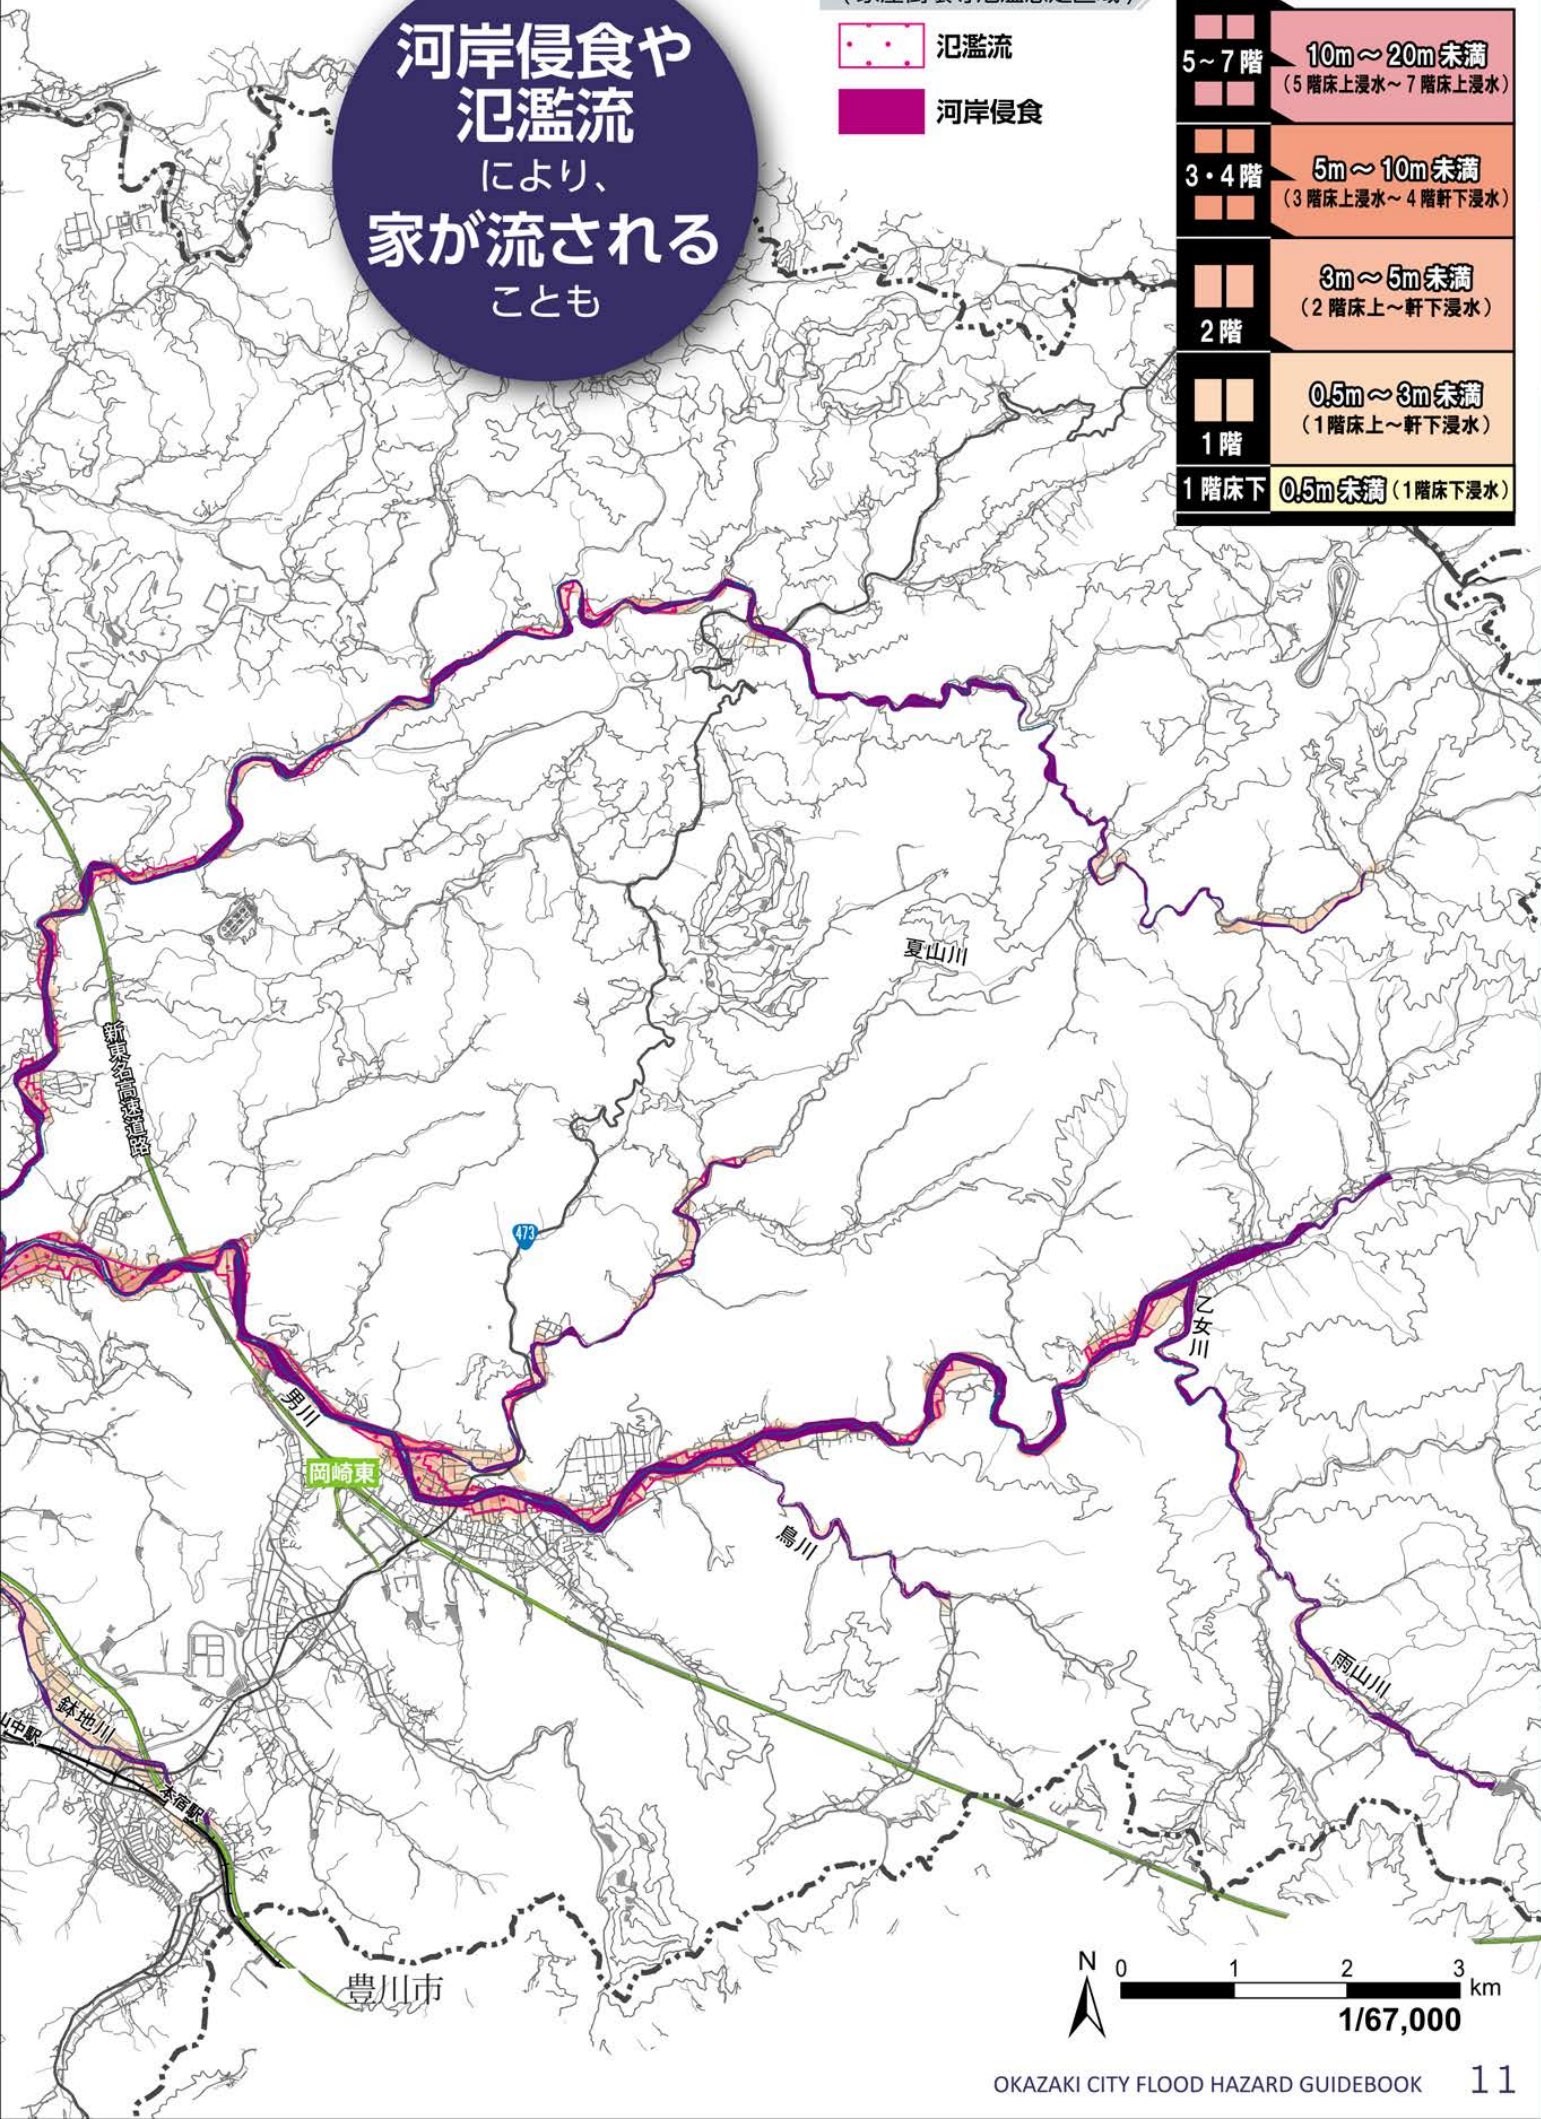 河岸侵食や
氾濫流
により、
家が流される
ことも
氾濫流
河岸侵食
5～7階
10m～20m未満
(5階床上浸水～7階床上浸水)
3・4階
5m～10m未満
(3階床上浸水～4階軒下浸水)
2階
3m～5m未満
(2階床上～軒下浸水)
1階
0.5m～3m未満
(1階床上～軒下浸水)
1階床下
0.5m未満(1階床下浸水)
夏山川
新東名高速道路
473
乙女川
男川
岡崎東
鳥川
雨山川
鉢地川
山中駅
本宿駅
豊川市
N
0 1 2 3 km
1/67,000
OKAZAKI CITY FLOOD HAZARD GUIDEBOOK 11